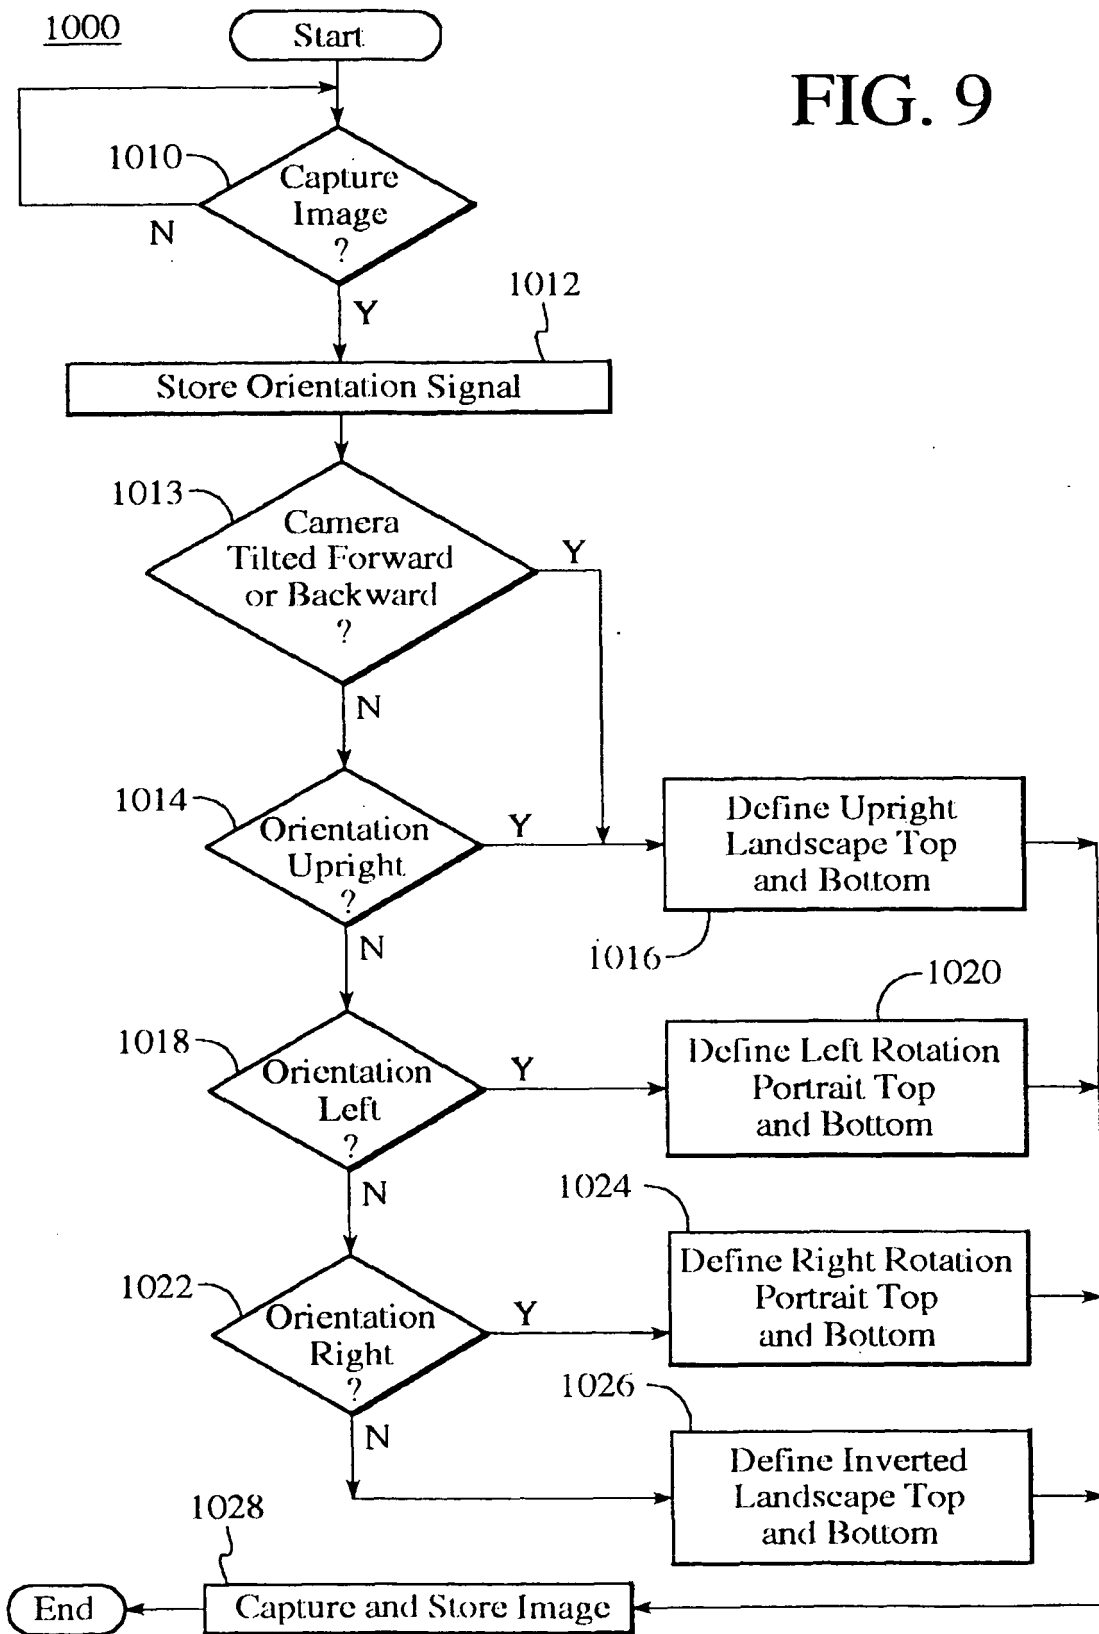 1000
Start
FIG. 9
1010
Capture
Image
?
N
Y
1012
Store Orientation Signal
1013
Camera
Tilted Forward
or Backward
?
Y
N
1014
Orientation
Upright
?
Y
N
Define Upright
Landscape Top
and Bottom
1016
1018
Orientation
Left
?
Y
N
1020
Define Left Rotation
Portrait Top
and Bottom
1022
Orientation
Right
?
Y
N
1024
Define Right Rotation
Portrait Top
and Bottom
1026
Define Inverted
Landscape Top
and Bottom
1028
Capture and Store Image
End